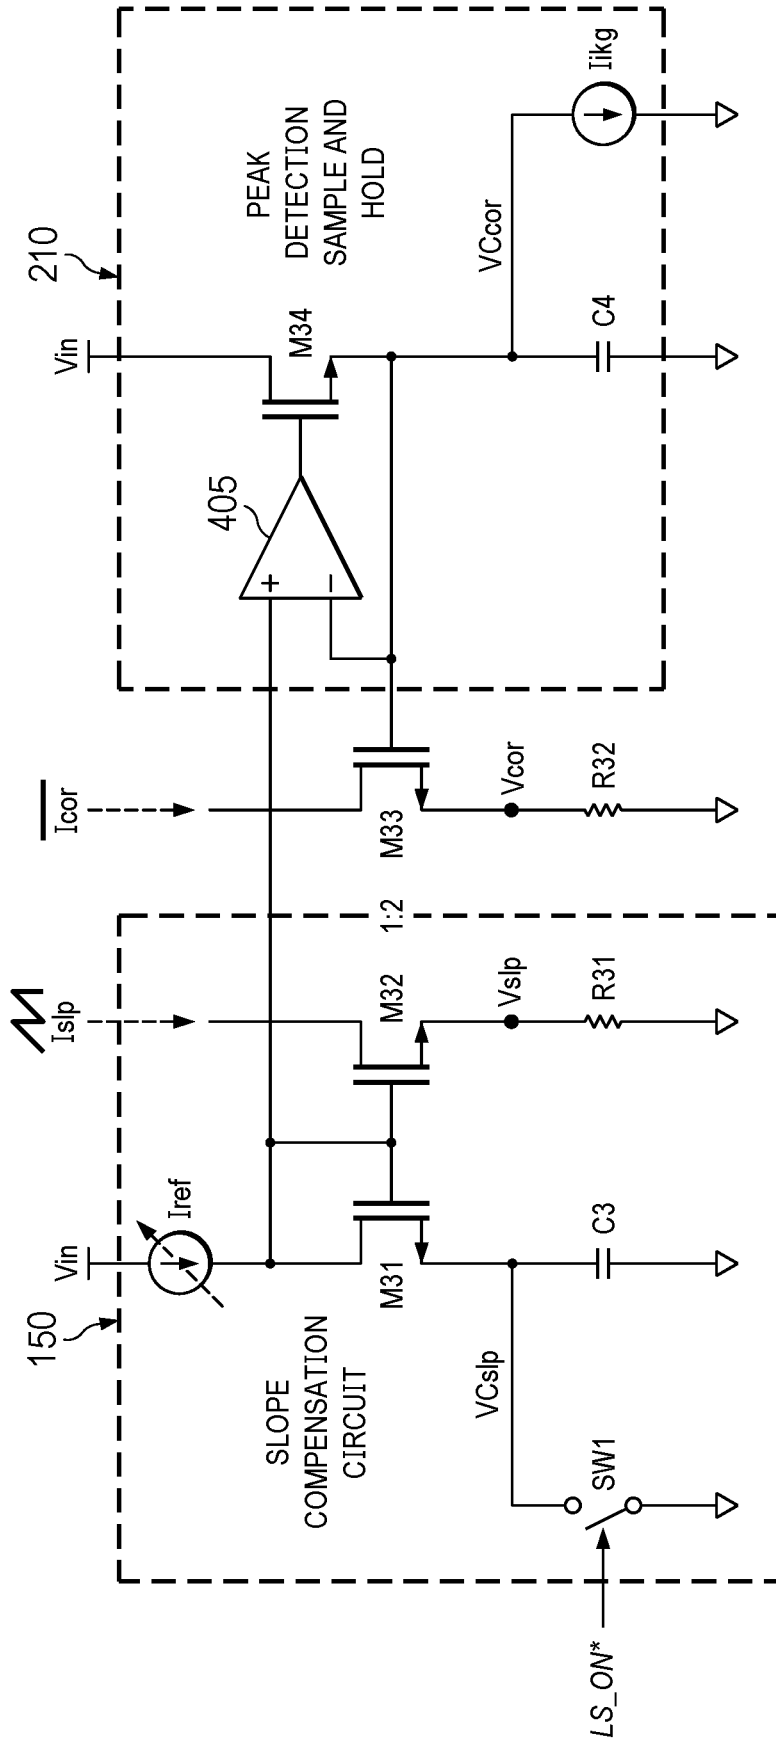 150
Vin
Iref
Islp
Icor
210
Vin
405
+
−
M34
PEAK
DETECTION
SAMPLE AND
HOLD
SLOPE
COMPENSATION
CIRCUIT
M31
M32
1:2
M33
VCslp
Vslp
Vcor
VCcor
LS_ON*
SW1
C3
R31
R32
C4
Iikg